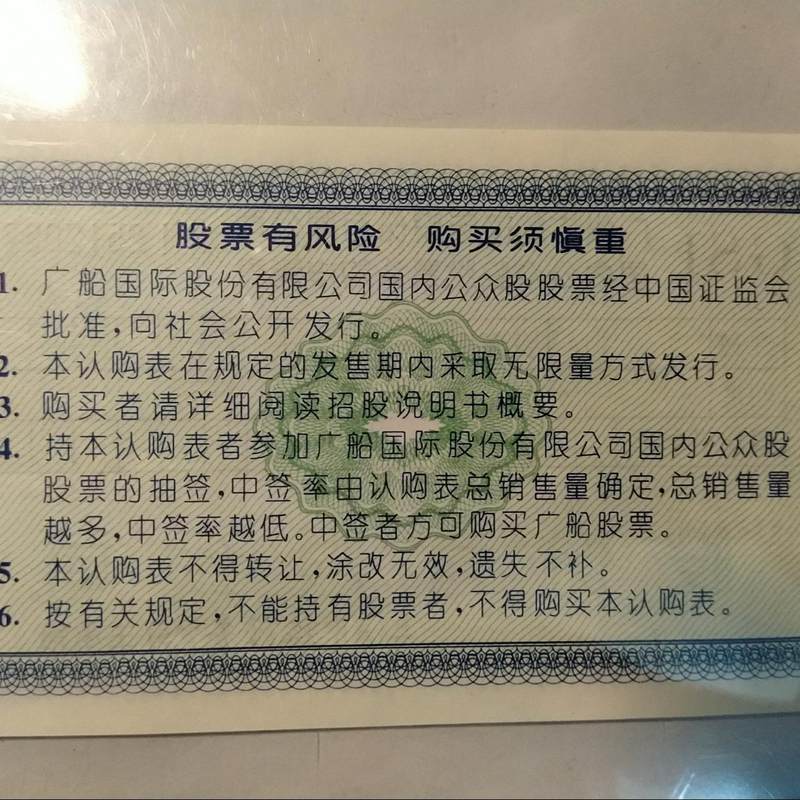 股票有风险 购买须慎重
1. 广船国际股份有限公司国内公众股股票经中国证监会
批准,向社会公开发行。
2. 本认购表在规定的发售期内采取无限量方式发行。
3. 购买者请详细阅读招股说明书概要。
4. 持本认购表者参加广船国际股份有限公司国内公众股
股票的抽签,中签率由认购表总销售量确定,总销售量
越多,中签率越低。中签者方可购买广船股票。
5. 本认购表不得转让,涂改无效,遗失不补。
6. 按有关规定,不能持有股票者,不得购买本认购表。